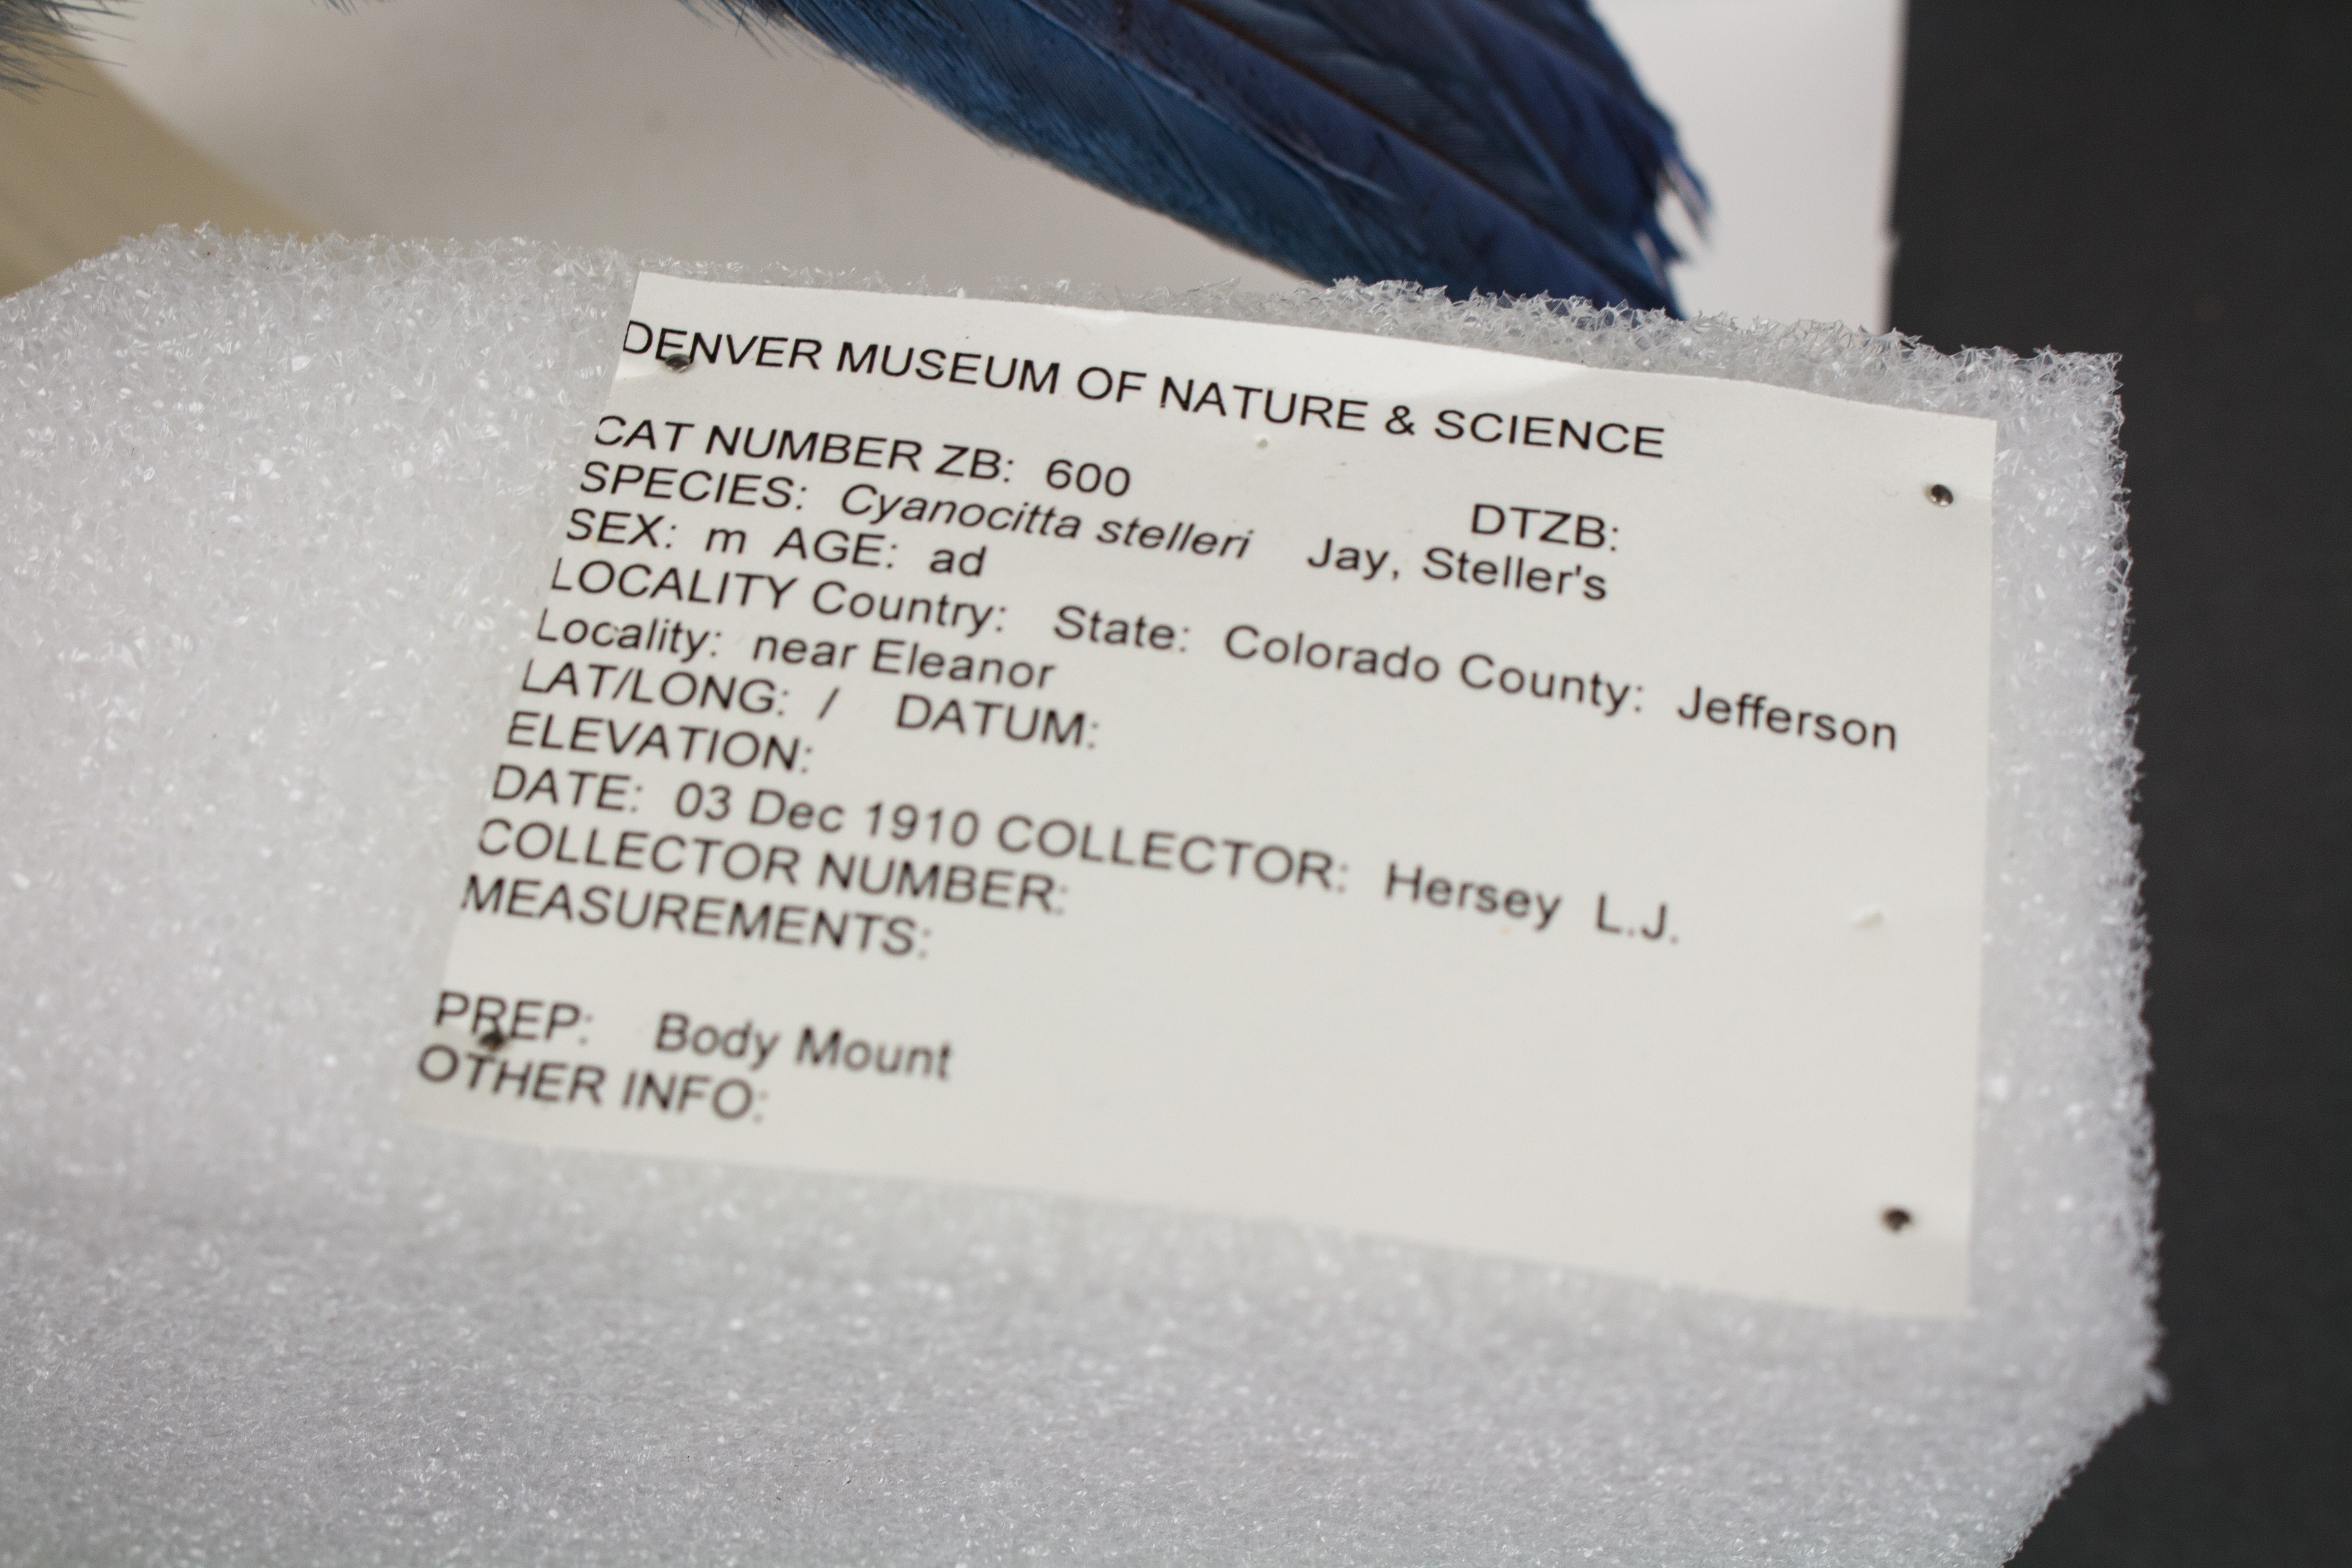 DENVER MUSEUM OF NATURE & SCIENCE
CAT NUMBER ZB: 600 DTZB:
SPECIES: Cyanocitta stelleri Jay, Steller's
SEX: m AGE: ad
LOCALITY Country: State: Colorado County: Jefferson
Locality: near Eleanor
LAT/LONG: / DATUM:
ELEVATION:
DATE: 03 Dec 1910 COLLECTOR: Hersey L.J.
COLLECTOR NUMBER:
MEASUREMENTS:
PREP: Body Mount
OTHER INFO: